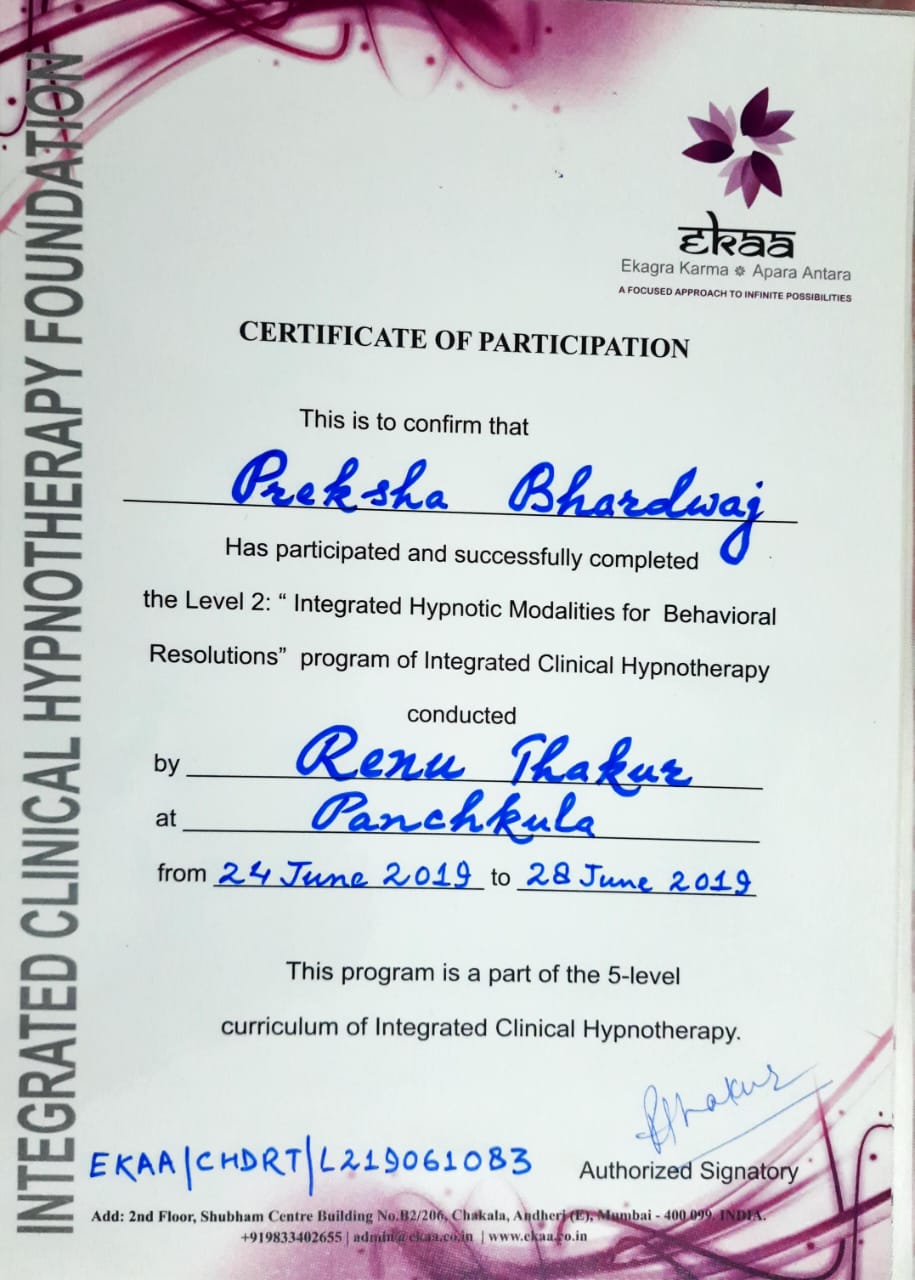 INTEGRATED CLINICAL HYPNOTHERAPY FOUNDATION
ekaa
Ekagra Karma ✽ Apara Antara
A FOCUSED APPROACH TO INFINITE POSSIBILITIES
CERTIFICATE OF PARTICIPATION
This is to confirm that
Preksha Bhardwaj
Has participated and successfully completed
the Level 2: “ Integrated Hypnotic Modalities for Behavioral
Resolutions” program of Integrated Clinical Hypnotherapy
conducted
by Renu Thakur
at Panchkula
from 24 June 2019 to 28 June 2019
This program is a part of the 5-level
curriculum of Integrated Clinical Hypnotherapy.
RThakur
EKAA|CHDRT|L219061083
Authorized Signatory
Add: 2nd Floor, Shubham Centre Building No.B2/206, Chakala, Andheri (E), Mumbai - 400 099. INDIA.
+919833402655 | admin@ekaa.co.in | www.ekaa.co.in